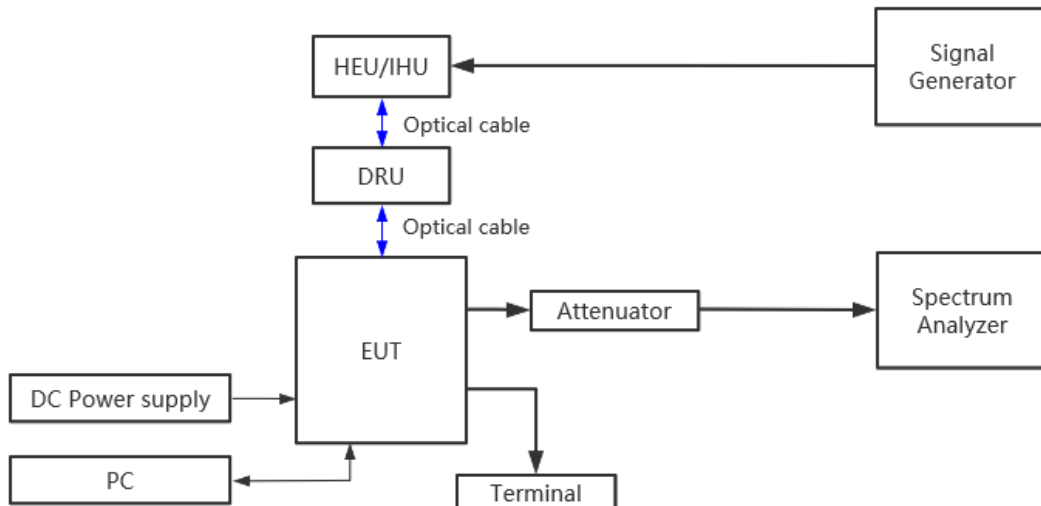 HEU/IHU
Signal
Generator
Optical cable
DRU
Optical cable
EUT
Attenuator
Spectrum
Analyzer
DC Power supply
PC
Terminal